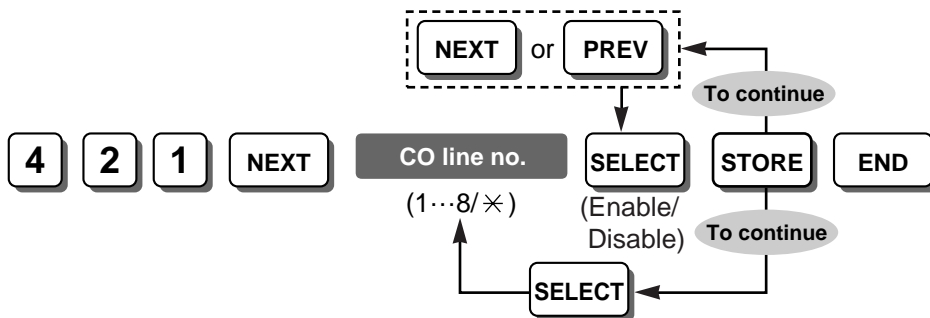 NEXT or PREV
To continue
4 2 1 NEXT CO line no. SELECT STORE END
(1···8/✳)
(Enable/
Disable)
To continue
SELECT